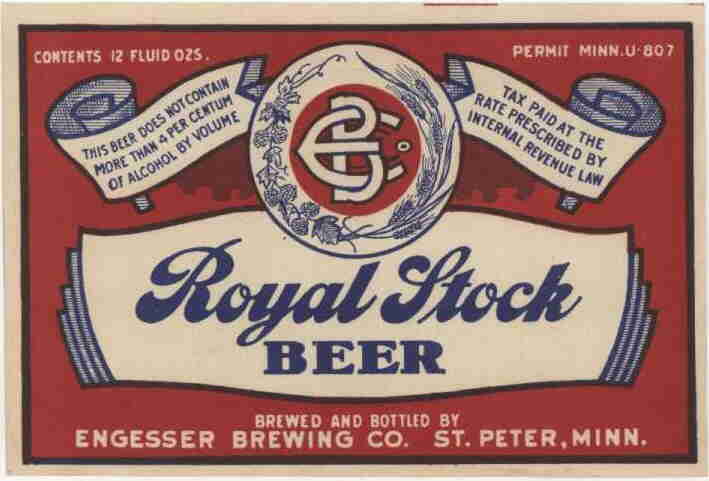 CONTENTS 12 FLUID OZS.
PERMIT MINN.U-807
THIS BEER DOES NOT CONTAIN
MORE THAN 4 PER CENTUM
OF ALCOHOL BY VOLUME
TAX PAID AT THE
RATE PRESCRIBED BY
INTERNAL REVENUE LAW
EBCo
Royal Stock
BEER
BREWED AND BOTTLED BY
ENGESSER BREWING CO. ST. PETER, MINN.